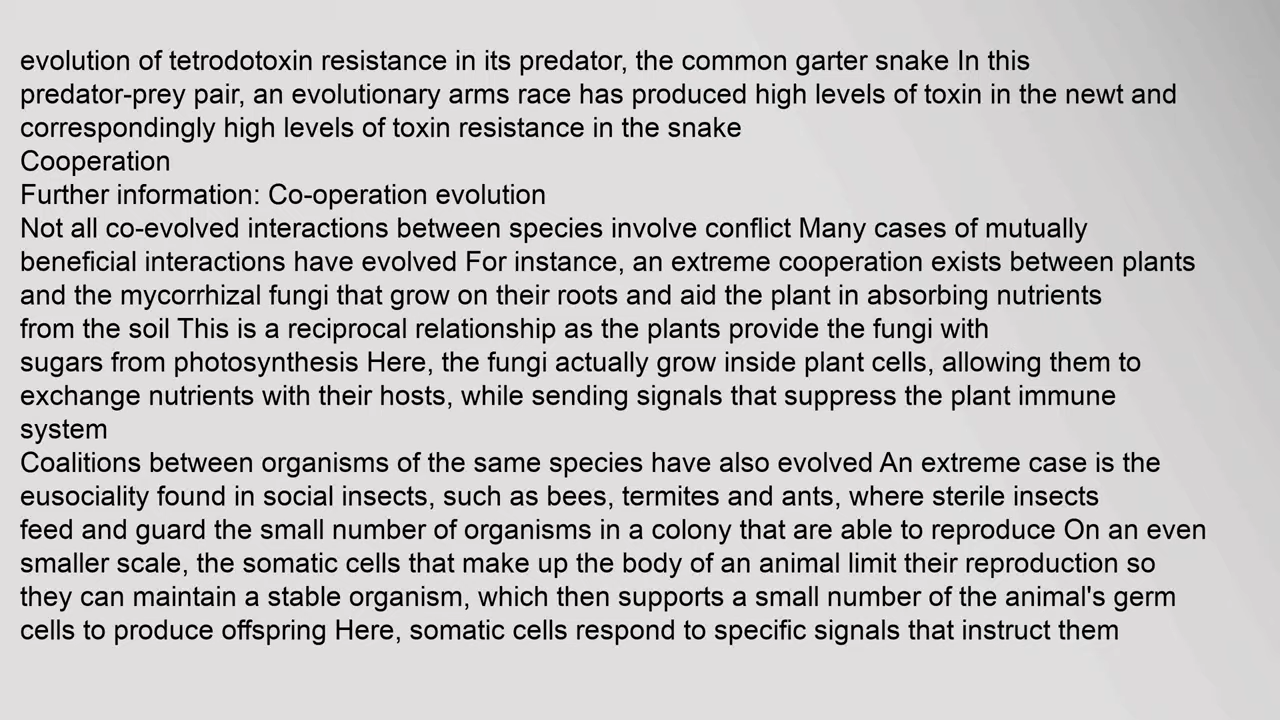 evolution of tetrodotoxin resistance in its predator, the common garter snake In this
predator-prey pair, an evolutionary arms race has produced high levels of toxin in the newt and
correspondingly high levels of toxin resistance in the snake
Cooperation
Further information: Co-operation evolution
Not all co-evolved interactions between species involve conflict Many cases of mutually
beneficial interactions have evolved For instance, an extreme cooperation exists between plants
and the mycorrhizal fungi that grow on their roots and aid the plant in absorbing nutrients
from the soil This is a reciprocal relationship as the plants provide the fungi with
sugars from photosynthesis Here, the fungi actually grow inside plant cells, allowing them to
exchange nutrients with their hosts, while sending signals that suppress the plant immune
system
Coalitions between organisms of the same species have also evolved An extreme case is the
eusociality found in social insects, such as bees, termites and ants, where sterile insects
feed and guard the small number of organisms in a colony that are able to reproduce On an even
smaller scale, the somatic cells that make up the body of an animal limit their reproduction so
they can maintain a stable organism, which then supports a small number of the animal's germ
cells to produce offspring Here, somatic cells respond to specific signals that instruct them